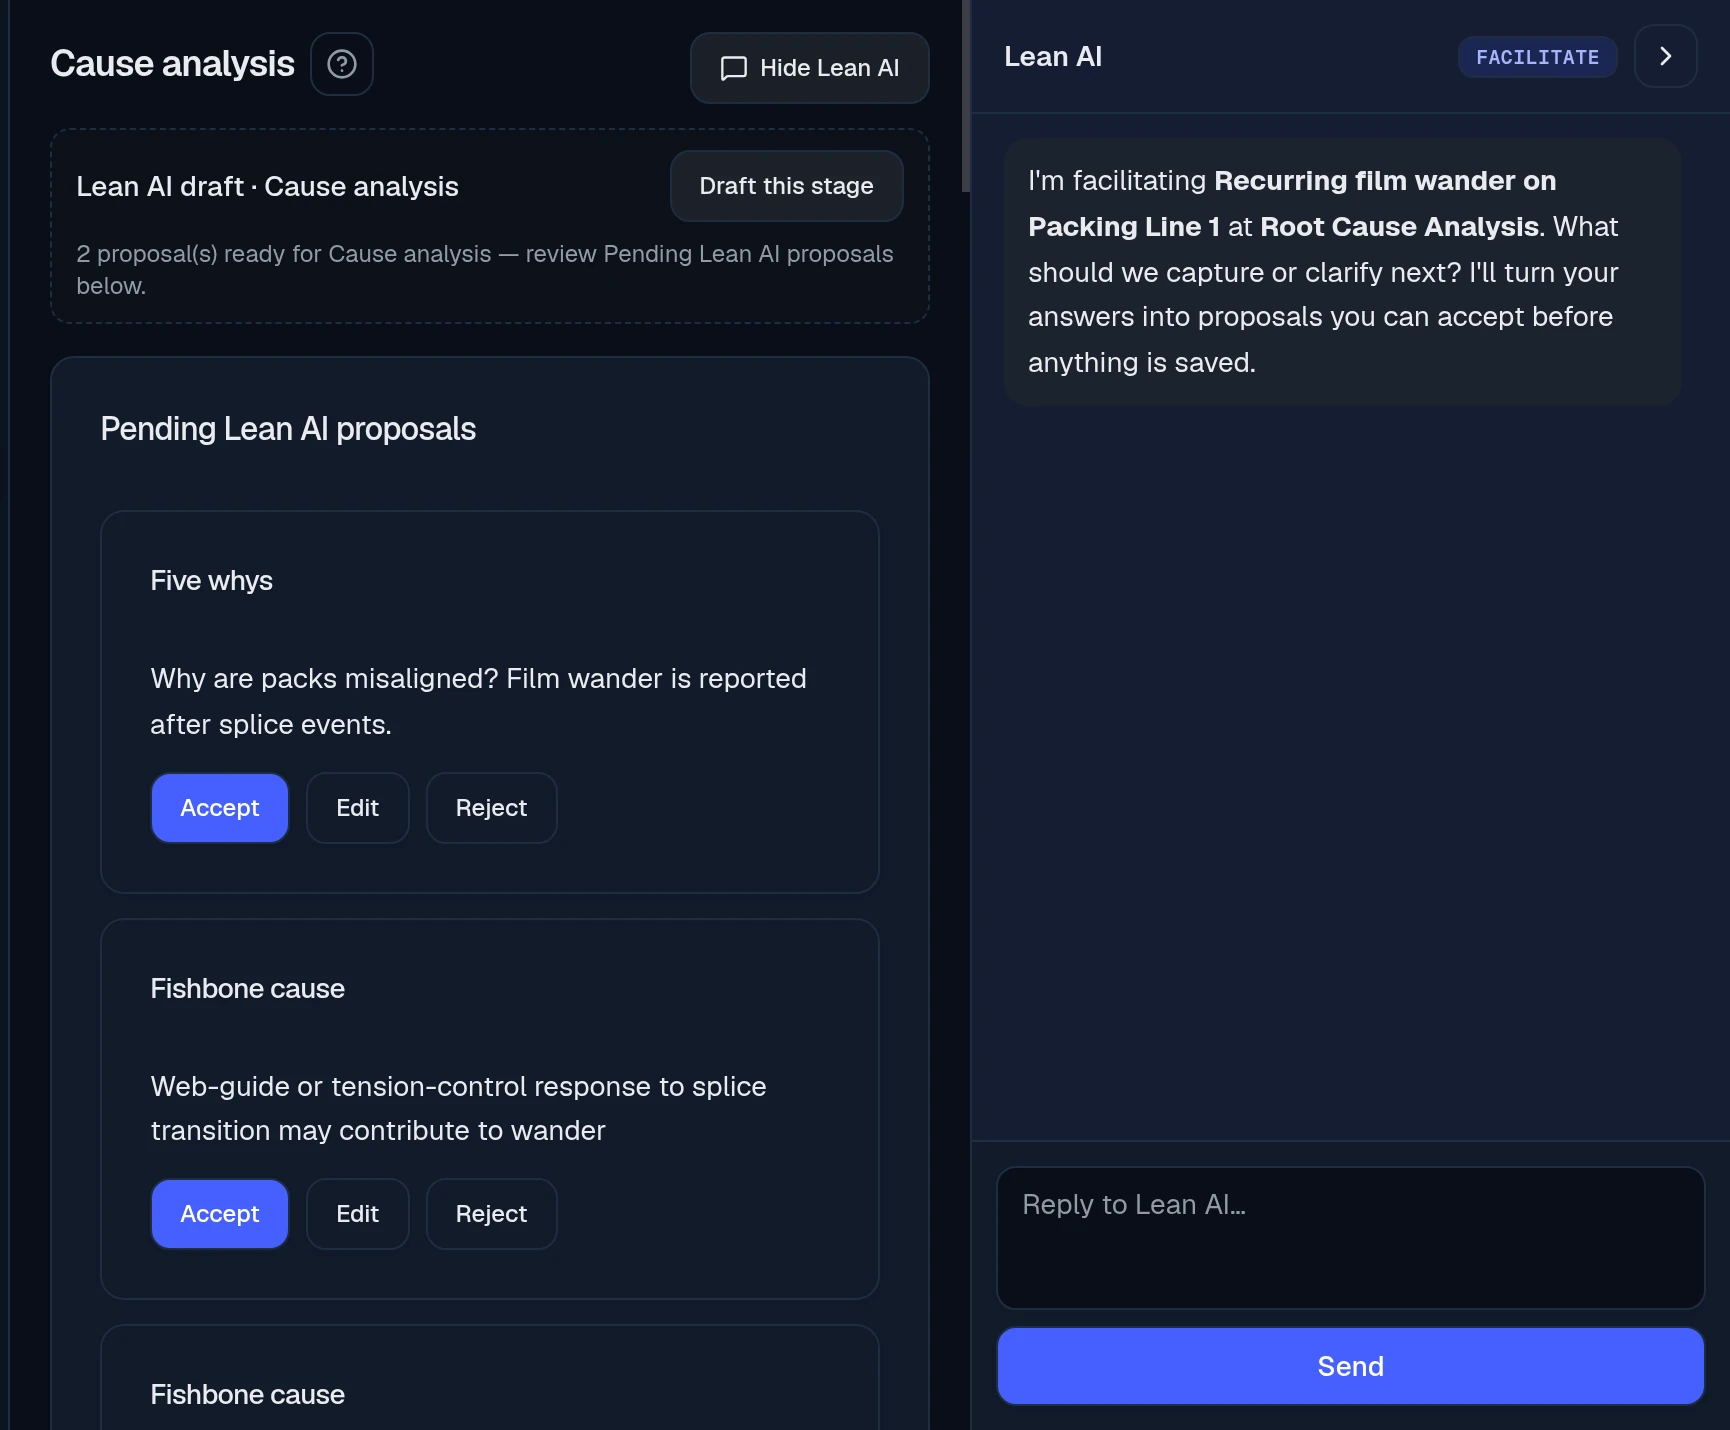 Cause analysis
Hide Lean AI
Lean AI draft · Cause analysis
Draft this stage
2 proposal(s) ready for Cause analysis — review Pending Lean AI proposals
below.
Pending Lean AI proposals
Five whys
Why are packs misaligned? Film wander is reported
after splice events.
Accept
Edit
Reject
Fishbone cause
Web-guide or tension-control response to splice
transition may contribute to wander
Accept
Edit
Reject
Fishbone cause
Lean AI
FACILITATE
I'm facilitating Recurring film wander on
Packing Line 1 at Root Cause Analysis. What
should we capture or clarify next? I'll turn your
answers into proposals you can accept before
anything is saved.
Reply to Lean AI...
Send